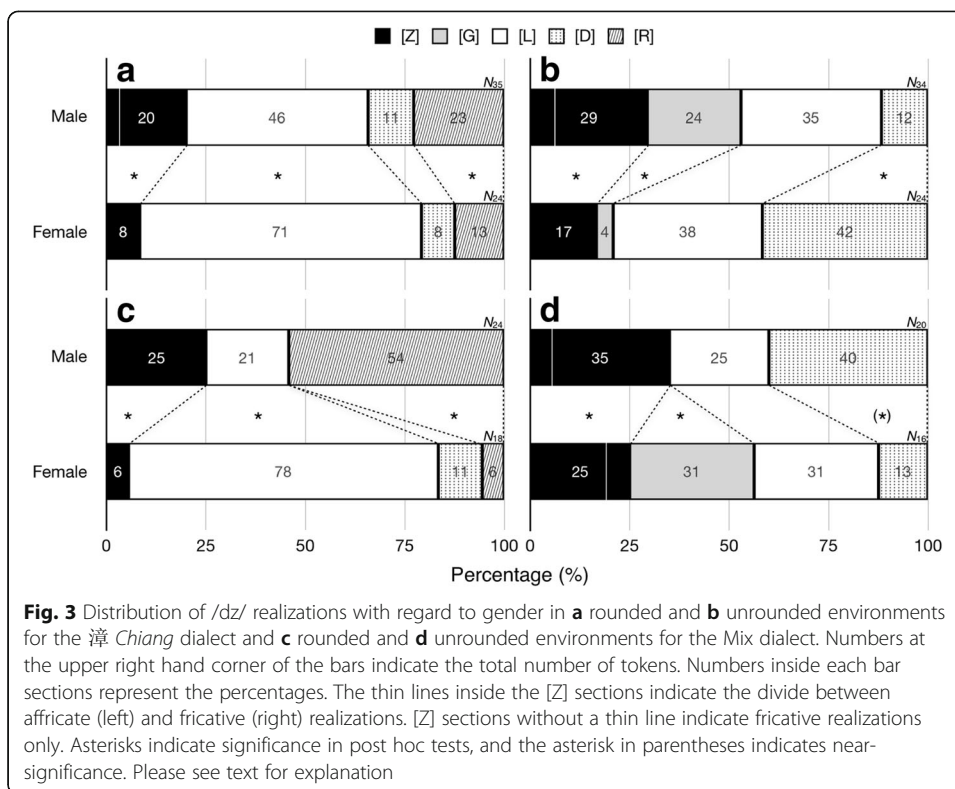 [Z] [G] [L] [D] [R]
a
N35
Male
20 46 11 23
* * *
N24
Female
8 71 8 13
b
N34
29 24 35 12
* * *
N24
17 4 38 42
c
N24
Male
25 21 54
* * *
N18
Female
6 78 11 6
0 25 50 75 100
d
N20
35 25 40
* * (*)
N16
25 31 31 13
0 25 50 75 100
Percentage (%)
Fig. 3 Distribution of /dz/ realizations with regard to gender in a rounded and b unrounded environments
for the 漳 Chiang dialect and c rounded and d unrounded environments for the Mix dialect. Numbers at
the upper right hand corner of the bars indicate the total number of tokens. Numbers inside each bar
sections represent the percentages. The thin lines inside the [Z] sections indicate the divide between
affricate (left) and fricative (right) realizations. [Z] sections without a thin line indicate fricative realizations
only. Asterisks indicate significance in post hoc tests, and the asterisk in parentheses indicates near-
significance. Please see text for explanation